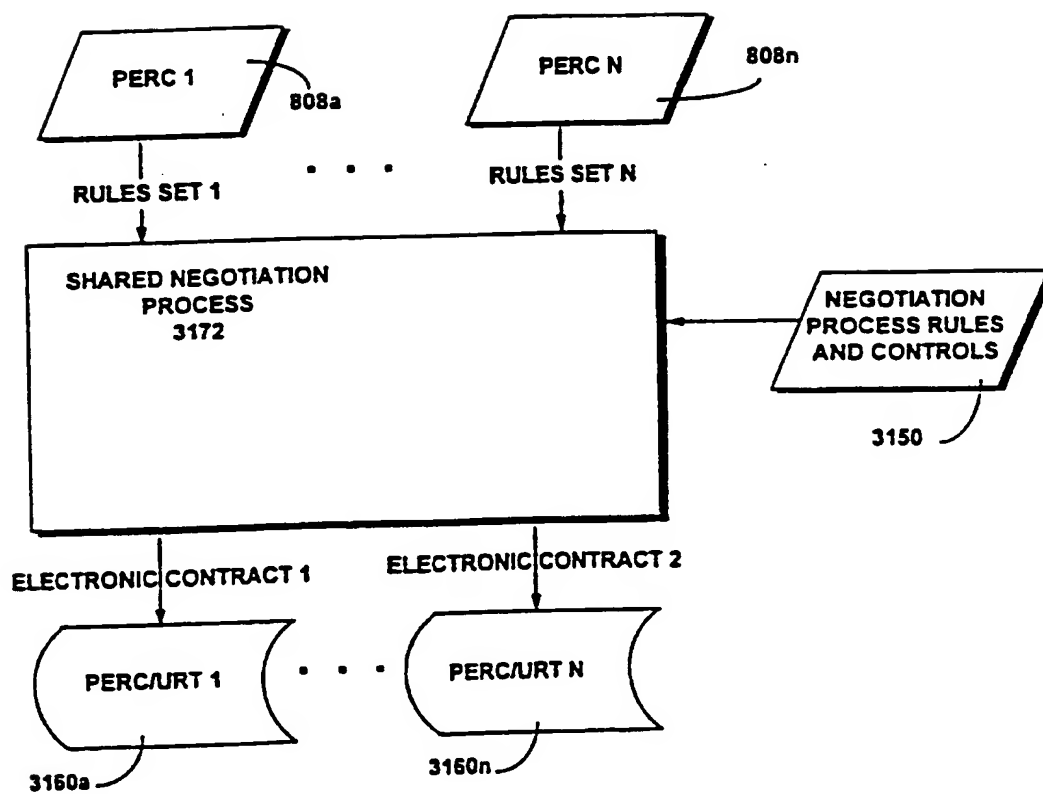 PERC 1
808a
PERC N
808n
RULES SET 1
RULES SET N
SHARED NEGOTIATION
PROCESS
3172
NEGOTIATION
PROCESS RULES
AND CONTROLS
3150
ELECTRONIC CONTRACT 1
ELECTRONIC CONTRACT 2
PERC/URT 1
PERC/URT N
3160a
3160n